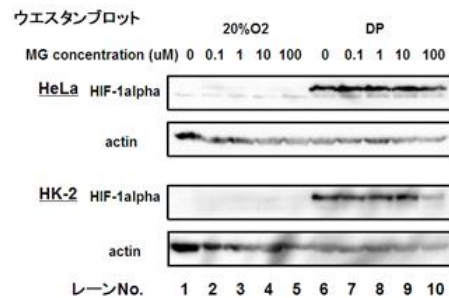 ウエスタンブロット
20%O2 DP
MG concentration (uM) 0 0.1 1 10 100 0 0.1 1 10 100
HeLa HIF-1alpha
actin
HK-2 HIF-1alpha
actin
レーンNo. 1 2 3 4 5 6 7 8 9 10